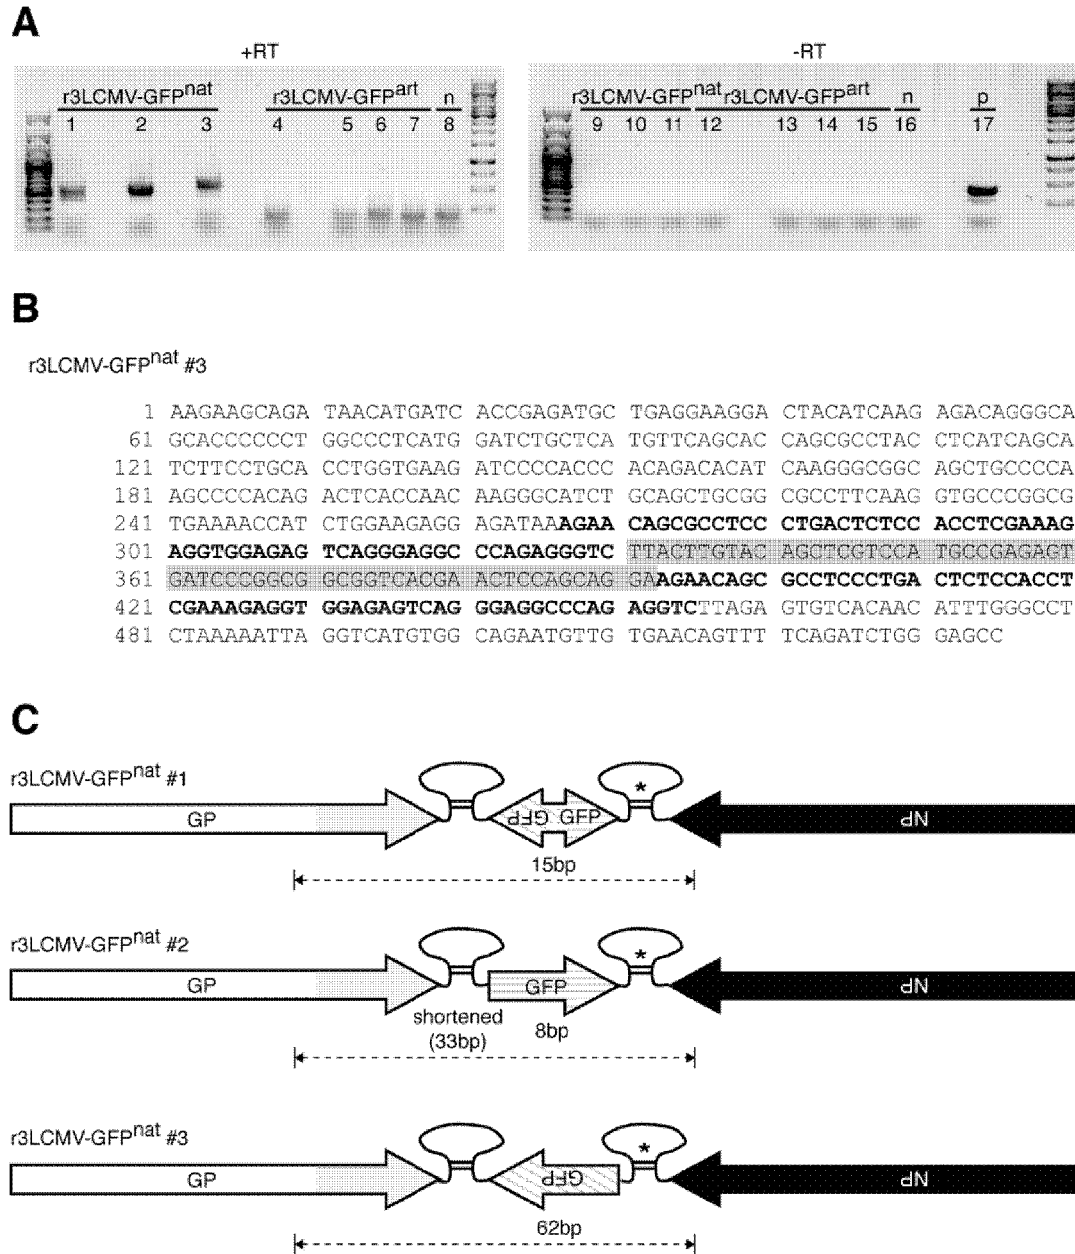 A
+RT
-RT
r3LCMV-GFPnat
r3LCMV-GFPart
n
r3LCMV-GFPnat
r3LCMV-GFPart
n
p
1 2 3 4 5 6 7 8
9 10 11 12 13 14 15 16 17
B
r3LCMV-GFPnat #3
1 AAGAAGCAGA TAACATGATC ACCGAGATGC TGAGGAAGGA CTACATCAAG AGACAGGGCA
61 GCACCCCCCT GGCCCTCATG GATCTGCTCA TGTTCAGCAC CAGCGCCTAC CTCATCAGCA
121 TCTTCCTGCA CCTGGTGAAG ATCCCCACCC ACAGACACAT CAAGGGCGGC AGCTGCCCCA
181 AGCCCCACAG ACTCACCAAC AAGGGCATCT GCAGCTGCGG CGCCTTCAAG GTGCCCGGCG
241 TGAAAACCAT CTGGAAGAGG AGATAAAGAA CAGCGCCTCC CTGACTCTCC ACCTCGAAAG
301 AGGTGGAGAG TCAGGGAGGC CCAGAGGGTC TTACTTGTAC AGCTCGTCCA TGCCGAGAGT
361 GATCCCGGCG GCGGTCACGA ACTCCAGCAG GAAGAACAGC GCCTCCCTGA CTCTCCACCT
421 CGAAAGAGGT GGAGAGTCAG GGAGGCCCAG AGGTCTTAGA GTGTCACAAC ATTTGGGCCT
481 CTAAAAATTA GGTCATGTGG CAGAATGTTG TGAACAGTTT TCAGATCTGG GAGCC
C
r3LCMV-GFPnat #1
GP
GFP GFP
*
NP
15bp
r3LCMV-GFPnat #2
GP
GFP
*
NP
shortened
(33bp)
8bp
r3LCMV-GFPnat #3
GP
GFP
*
NP
62bp